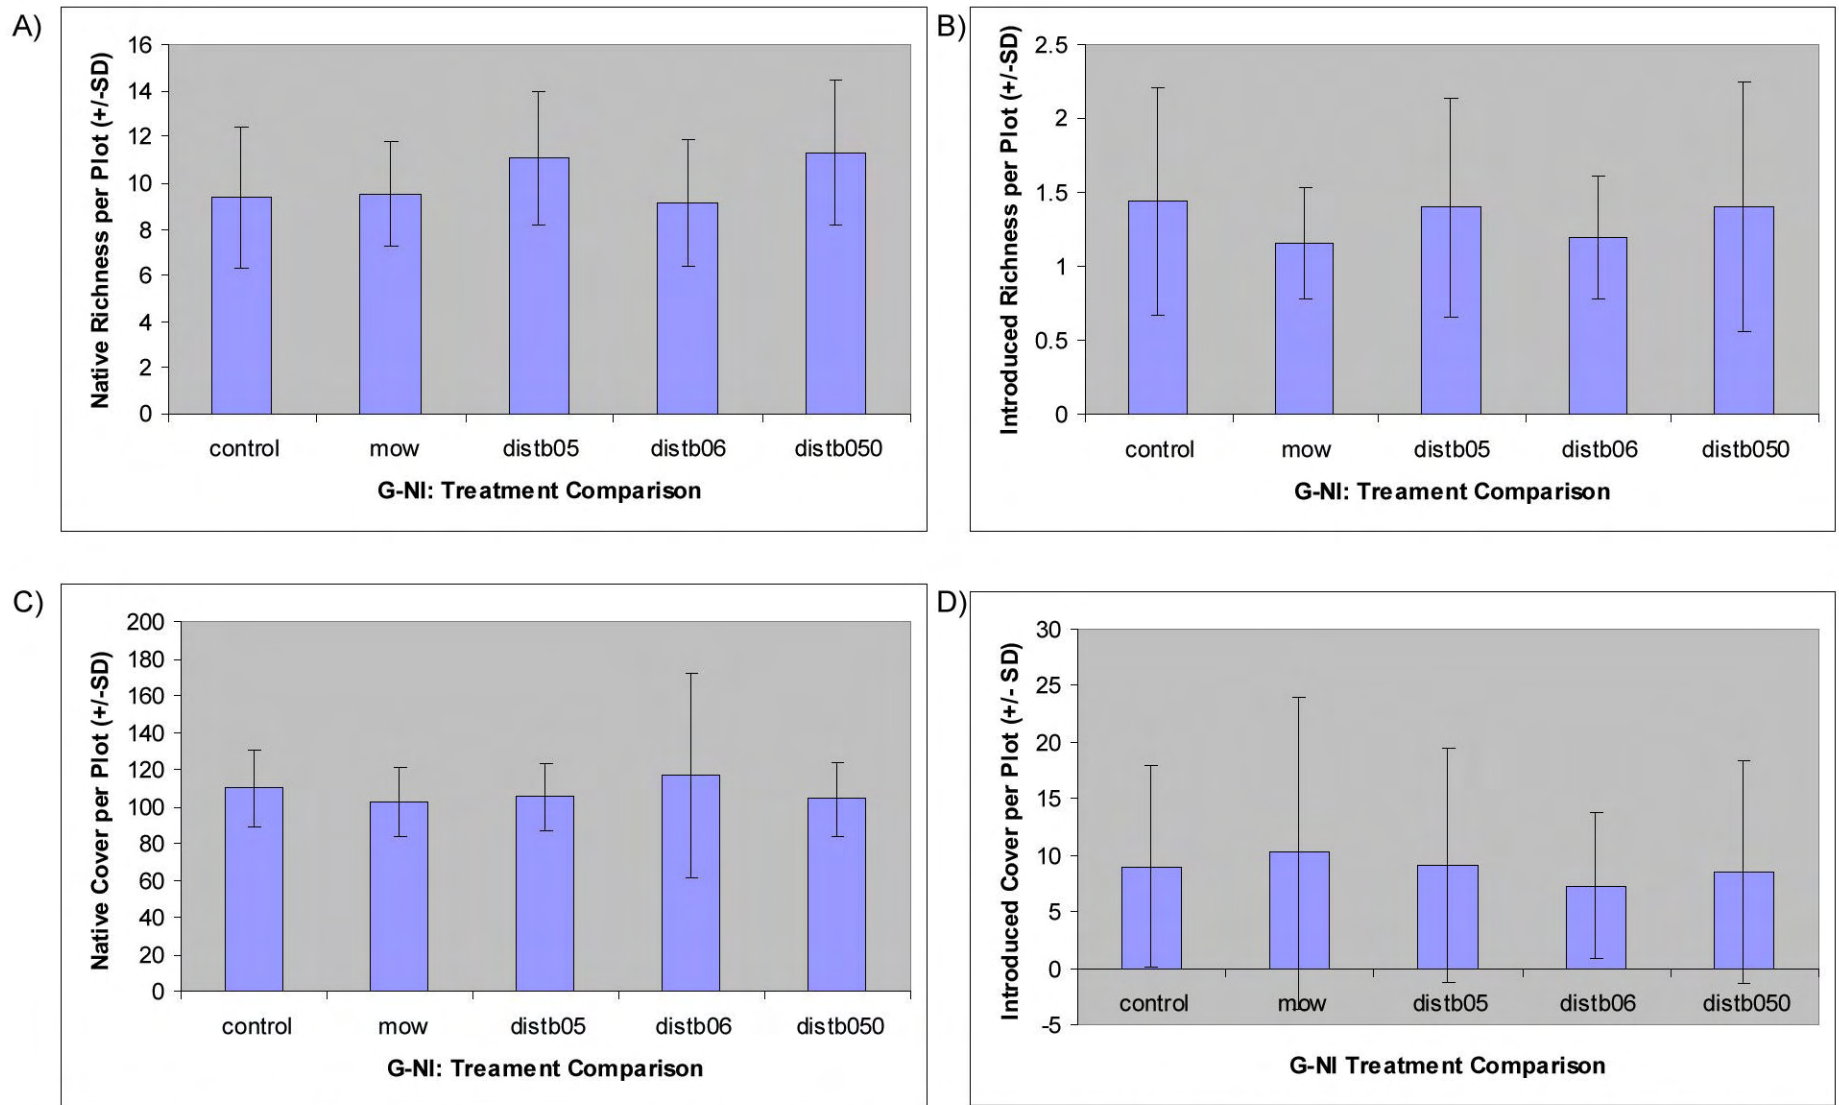 A)
Native Richness per Plot (+/-SD)
16
14
12
10
8
6
4
2
0
control mow distb05 distb06 distb050
G-NI: Treatment Comparison
B)
Introduced Richness per Plot (+/-SD)
2.5
2
1.5
1
0.5
0
control mow distb05 distb06 distb050
G-NI: Treament Comparison
C)
Native Cover per Plot (+/-SD)
200
180
160
140
120
100
80
60
40
20
0
control mow distb05 distb06 distb050
G-NI: Treament Comparison
D)
Introduced Cover per Plot (+/- SD)
30
25
20
15
10
5
0
-5
control mow distb05 distb06 distb050
G-NI Treatment Comparison